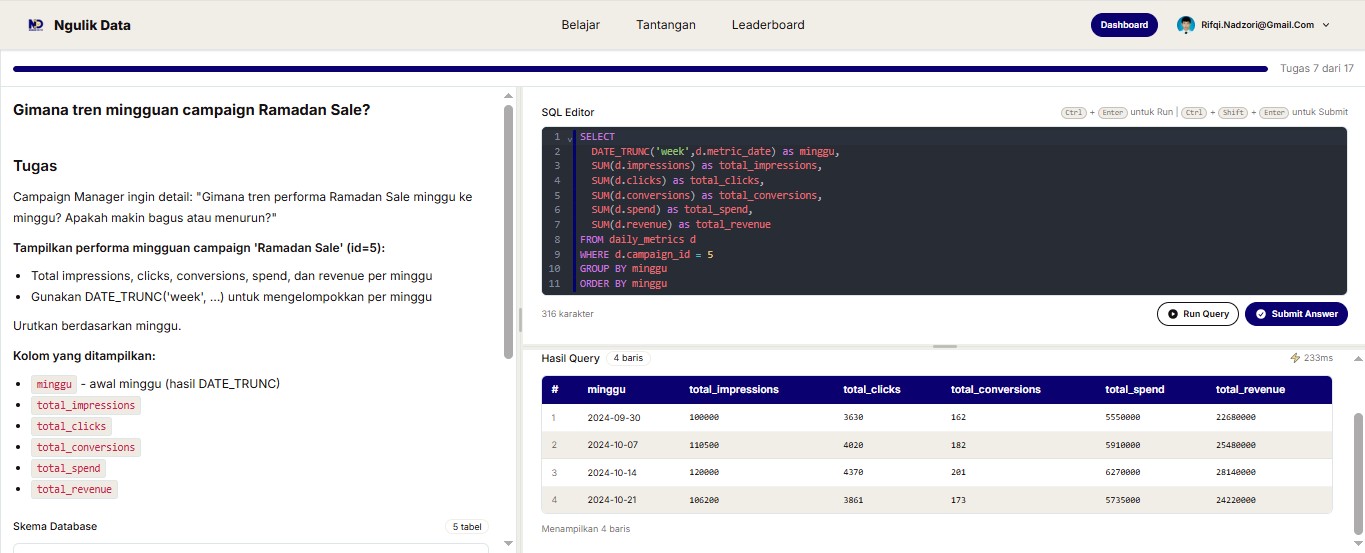 Ngulik Data
Belajar
Tantangan
Leaderboard
Dashboard
Rifqi.Nadzori@Gmail.Com
Tugas 7 dari 17
Gimana tren mingguan campaign Ramadan Sale?
Tugas
Campaign Manager ingin detail: "Gimana tren performa Ramadan Sale minggu ke
minggu? Apakah makin bagus atau menurun?"
Tampilkan performa mingguan campaign 'Ramadan Sale' (id=5):
• Total impressions, clicks, conversions, spend, dan revenue per minggu
• Gunakan DATE_TRUNC('week', ...) untuk mengelompokkan per minggu
Urutkan berdasarkan minggu.
Kolom yang ditampilkan:
• minggu - awal minggu (hasil DATE_TRUNC)
• total_impressions
• total_clicks
• total_conversions
• total_spend
• total_revenue
Skema Database 5 tabel
SQL Editor
Ctrl + Enter untuk Run | Ctrl + Shift + Enter untuk Submit
1 SELECT
2 DATE_TRUNC('week',d.metric_date) as minggu,
3 SUM(d.impressions) as total_impressions,
4 SUM(d.clicks) as total_clicks,
5 SUM(d.conversions) as total_conversions,
6 SUM(d.spend) as total_spend,
7 SUM(d.revenue) as total_revenue
8 FROM daily_metrics d
9 WHERE d.campaign_id = 5
10 GROUP BY minggu
11 ORDER BY minggu
316 karakter
Run Query
Submit Answer
Hasil Query 4 baris
233ms
# minggu total_impressions total_clicks total_conversions total_spend total_revenue
1 2024-09-30 100000 3630 162 5550000 22680000
2 2024-10-07 110500 4020 182 5910000 25480000
3 2024-10-14 120000 4370 201 6270000 28140000
4 2024-10-21 106200 3861 173 5735000 24220000
Menampilkan 4 baris